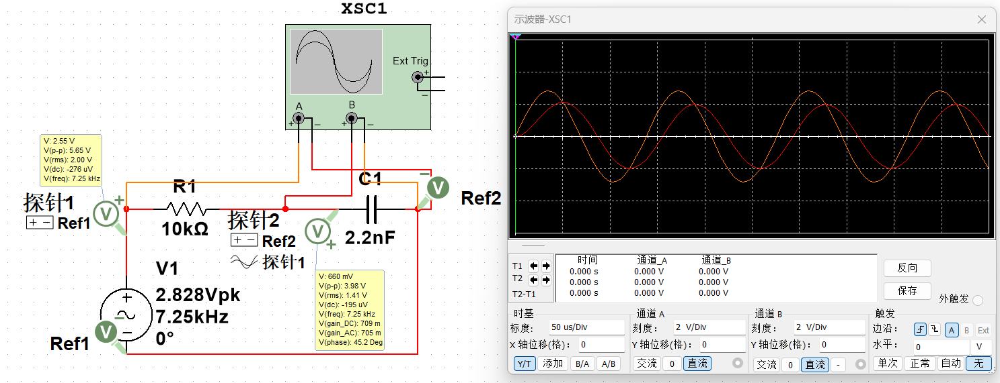 XSC1
Ext Trig
+
−
A
B
+
−
+
−
V: 2.55 V
V(p-p): 5.65 V
V(rms): 2.00 V
V(dc): -276 uV
V(freq): 7.25 kHz
探针1
+ −
Ref1
V
+
R1
10kΩ
探针2
+ −
Ref2
探针1
V
+
C1
2.2nF
−
V
Ref2
V: 660 mV
V(p-p): 3.98 V
V(rms): 1.41 V
V(dc): -195 uV
V(freq): 7.25 kHz
V(gain_DC): 709 m
V(gain_AC): 705 m
V(phase): 45.2 Deg
V1
2.828Vpk
7.25kHz
0°
+
−
−
V
Ref1
示波器-XSC1
时间 通道_A 通道_B
T1 0.000 s 0.000 V 0.000 V
T2 0.000 s 0.000 V 0.000 V
T2-T1 0.000 s 0.000 V 0.000 V
反向
保存
外触发
时基
标度: 50 us/Div
X 轴位移(格): 0
Y/T 添加 B/A A/B
通道 A
刻度: 2 V/Div
Y 轴位移(格): 0
交流 0 直流
通道 B
刻度: 2 V/Div
Y 轴位移(格): 0
交流 0 直流 -
触发
边沿: A B Ext
水平: 0 V
单次 正常 自动 无